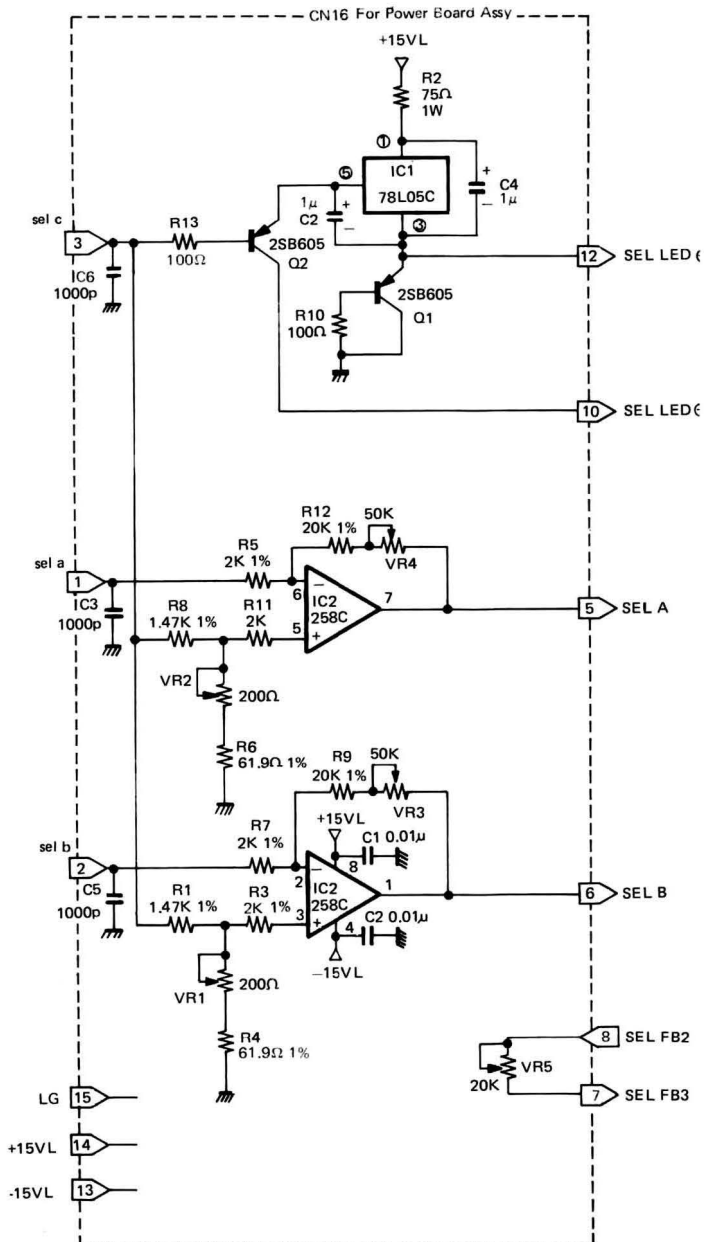 CN16 For Power Board Assy
+15VL
R2
75Ω
1W
①
⑤
IC1
78L05C
+
C4
1µ
−
1µ
C2
+
−
③
sel c
3
R13
100Ω
2SB605
Q2
IC6
1000p
12
SEL LED
2SB605
Q1
R10
100Ω
10
SEL LED
R12
20K 1%
50K
VR4
R5
2K 1%
sel a
1
IC3
1000p
−
6
IC2
258C
7
5
+
5
SEL A
R8
1.47K 1%
R11
2K
VR2
200Ω
R6
61.9Ω 1%
R9
20K 1%
50K
VR3
+15VL
C1 0.01µ
8
R7
2K 1%
sel b
2
C5
1000p
−
2
IC2
258C
1
3
+
6
SEL B
R1
1.47K 1%
R3
2K 1%
4
C2 0.01µ
−15VL
VR1
200Ω
R4
61.9Ω 1%
8
SEL FB2
VR5
20K
7
SEL FB3
LG
15
+15VL
14
-15VL
13